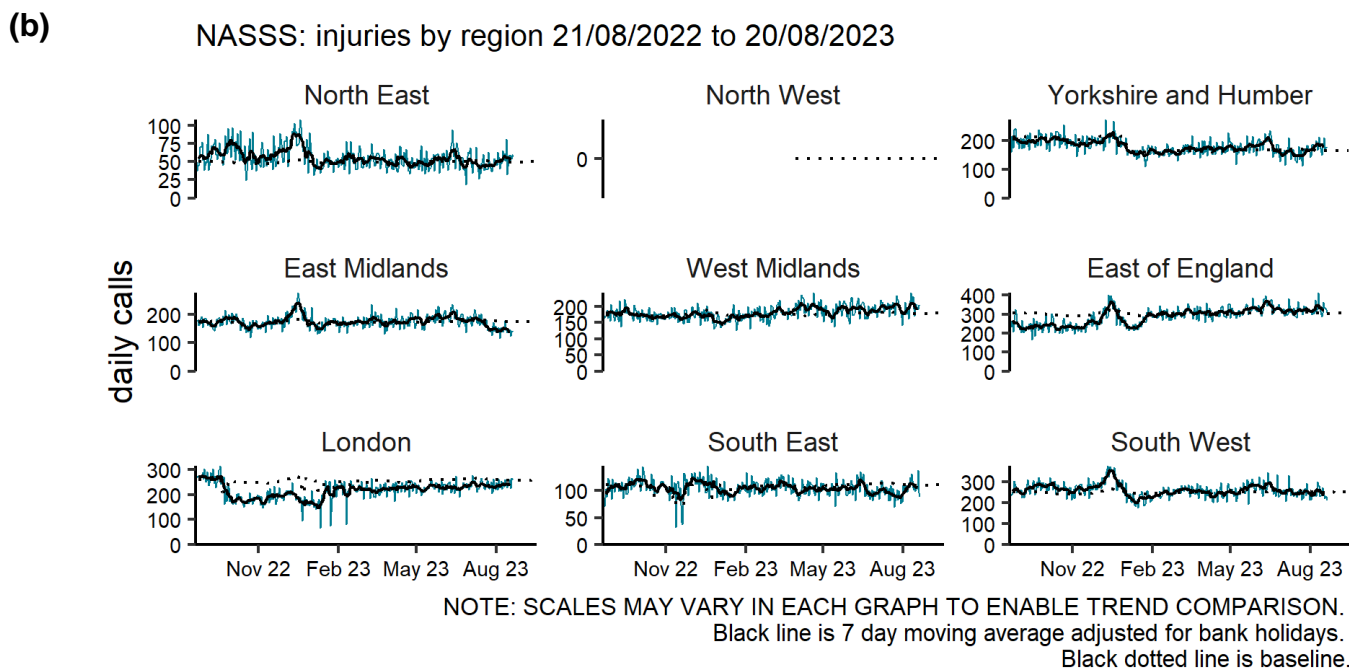 (b)
NASSS: injuries by region 21/08/2022 to 20/08/2023
North East
North West
Yorkshire and Humber
100
75
50
25
0
0
200
100
0
daily calls
East Midlands
West Midlands
East of England
200
100
0
200
150
100
50
0
400
300
200
100
0
London
South East
South West
300
200
100
0
100
50
0
300
200
100
0
Nov 22 Feb 23 May 23 Aug 23
Nov 22 Feb 23 May 23 Aug 23
Nov 22 Feb 23 May 23 Aug 23
NOTE: SCALES MAY VARY IN EACH GRAPH TO ENABLE TREND COMPARISON.
Black line is 7 day moving average adjusted for bank holidays.
Black dotted line is baseline.